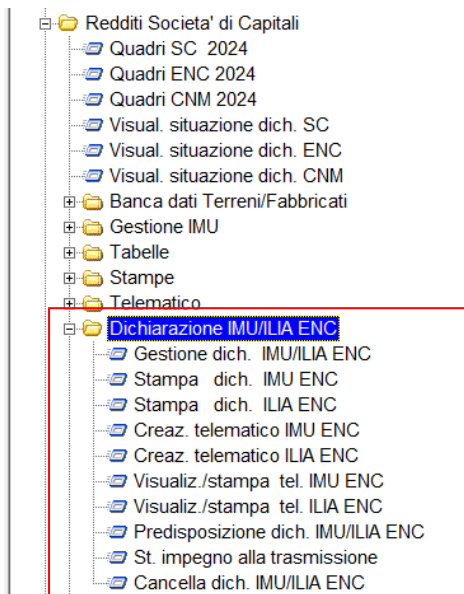 Redditi Societa' di Capitali
Quadri SC 2024
Quadri ENC 2024
Quadri CNM 2024
Visual. situazione dich. SC
Visual. situazione dich. ENC
Visual. situazione dich. CNM
Banca dati Terreni/Fabbricati
Gestione IMU
Tabelle
Stampe
Telematico
Dichiarazione IMU/ILIA ENC
Gestione dich. IMU/ILIA ENC
Stampa dich. IMU ENC
Stampa dich. ILIA ENC
Creaz. telematico IMU ENC
Creaz. telematico ILIA ENC
Visualiz./stampa tel. IMU ENC
Visualiz./stampa tel. ILIA ENC
Predisposizione dich. IMU/ILIA ENC
St. impegno alla trasmissione
Cancella dich. IMU/ILIA ENC